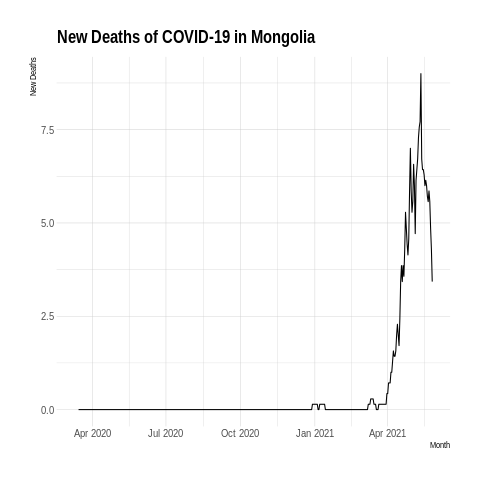 New Deaths of COVID-19 in Mongolia
New Deaths
7.5
5.0
2.5
0.0
Apr 2020 Jul 2020 Oct 2020 Jan 2021 Apr 2021
Month